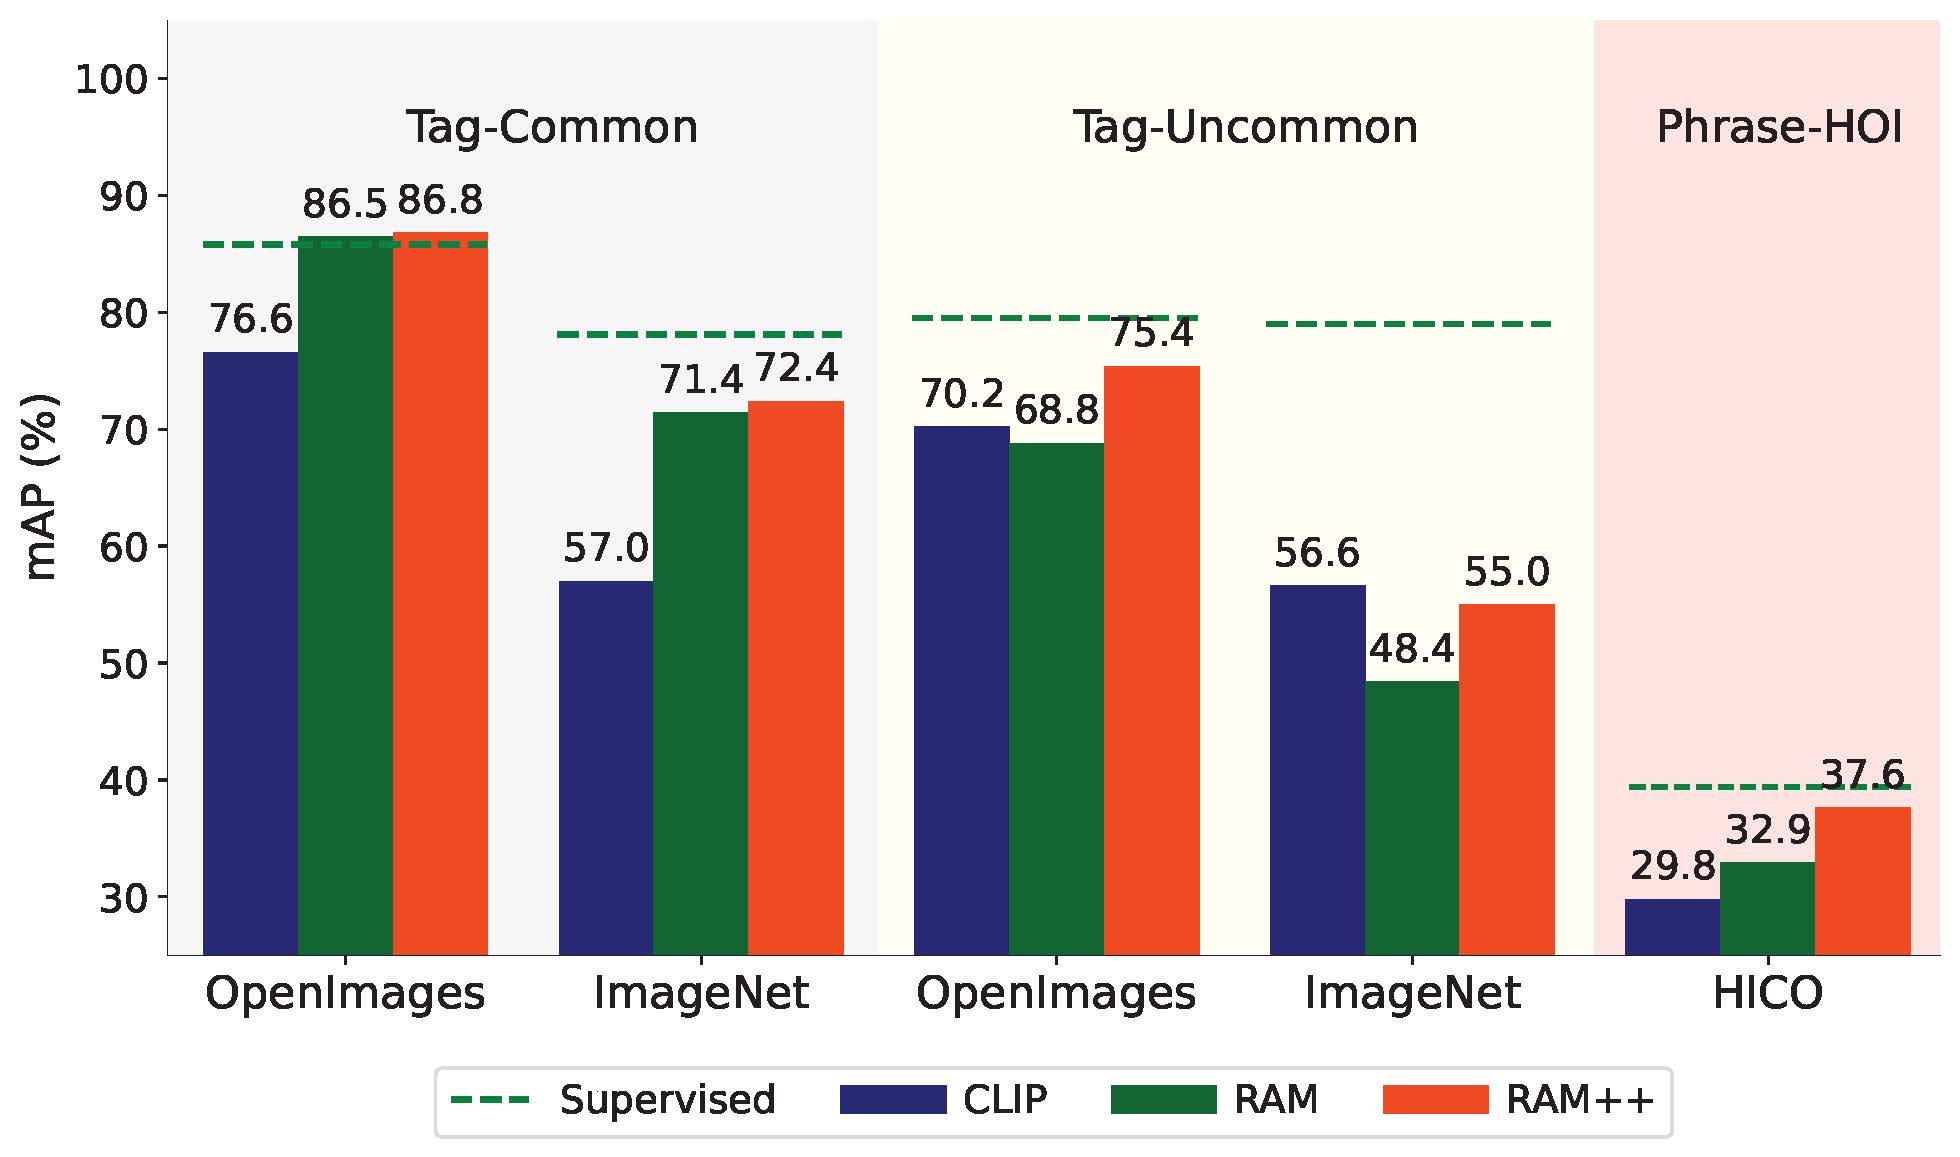 100
90
80
70
60
50
40
30
mAP (%)
Tag-Common
Tag-Uncommon
Phrase-HOI
76.6
86.5
86.8
57.0
71.4
72.4
70.2
68.8
75.4
56.6
48.4
55.0
29.8
32.9
37.6
OpenImages
ImageNet
OpenImages
ImageNet
HICO
Supervised
CLIP
RAM
RAM++